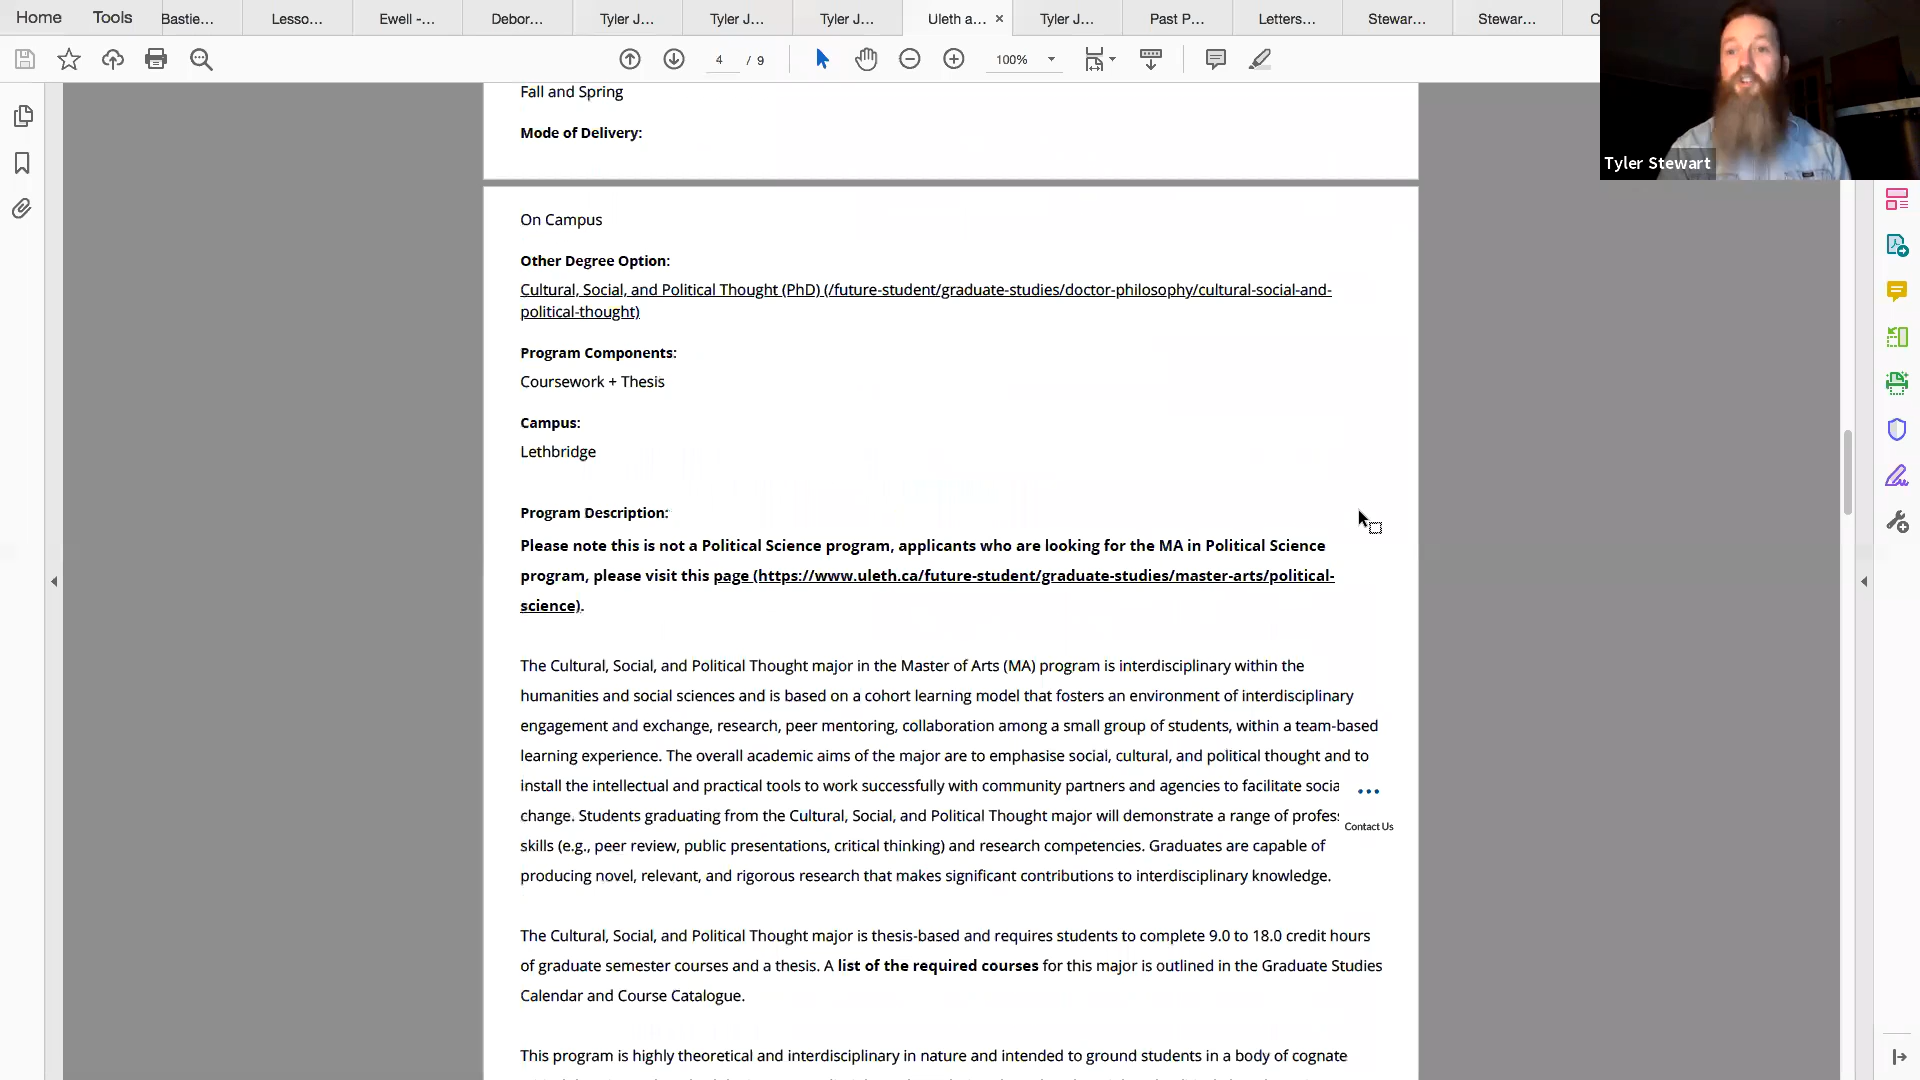 Home Tools Bastie... Lesso... Ewell -... Debor... Tyler J... Tyler J... Tyler J... Uleth a... × Tyler J... Past P... Letters... Stewar... Stewar... C
4 / 9 100%
Tyler Stewart
Fall and Spring
Mode of Delivery:
On Campus
Other Degree Option:
Cultural, Social, and Political Thought (PhD) (/future-student/graduate-studies/doctor-philosophy/cultural-social-and-
political-thought)
Program Components:
Coursework + Thesis
Campus:
Lethbridge
Program Description:
Please note this is not a Political Science program, applicants who are looking for the MA in Political Science
program, please visit this page (https://www.uleth.ca/future-student/graduate-studies/master-arts/political-
science).
The Cultural, Social, and Political Thought major in the Master of Arts (MA) program is interdisciplinary within the
humanities and social sciences and is based on a cohort learning model that fosters an environment of interdisciplinary
engagement and exchange, research, peer mentoring, collaboration among a small group of students, within a team-based
learning experience. The overall academic aims of the major are to emphasise social, cultural, and political thought and to
install the intellectual and practical tools to work successfully with community partners and agencies to facilitate socia
change. Students graduating from the Cultural, Social, and Political Thought major will demonstrate a range of profes
Contact Us
skills (e.g., peer review, public presentations, critical thinking) and research competencies. Graduates are capable of
producing novel, relevant, and rigorous research that makes significant contributions to interdisciplinary knowledge.
The Cultural, Social, and Political Thought major is thesis-based and requires students to complete 9.0 to 18.0 credit hours
of graduate semester courses and a thesis. A list of the required courses for this major is outlined in the Graduate Studies
Calendar and Course Catalogue.
This program is highly theoretical and interdisciplinary in nature and intended to ground students in a body of cognate